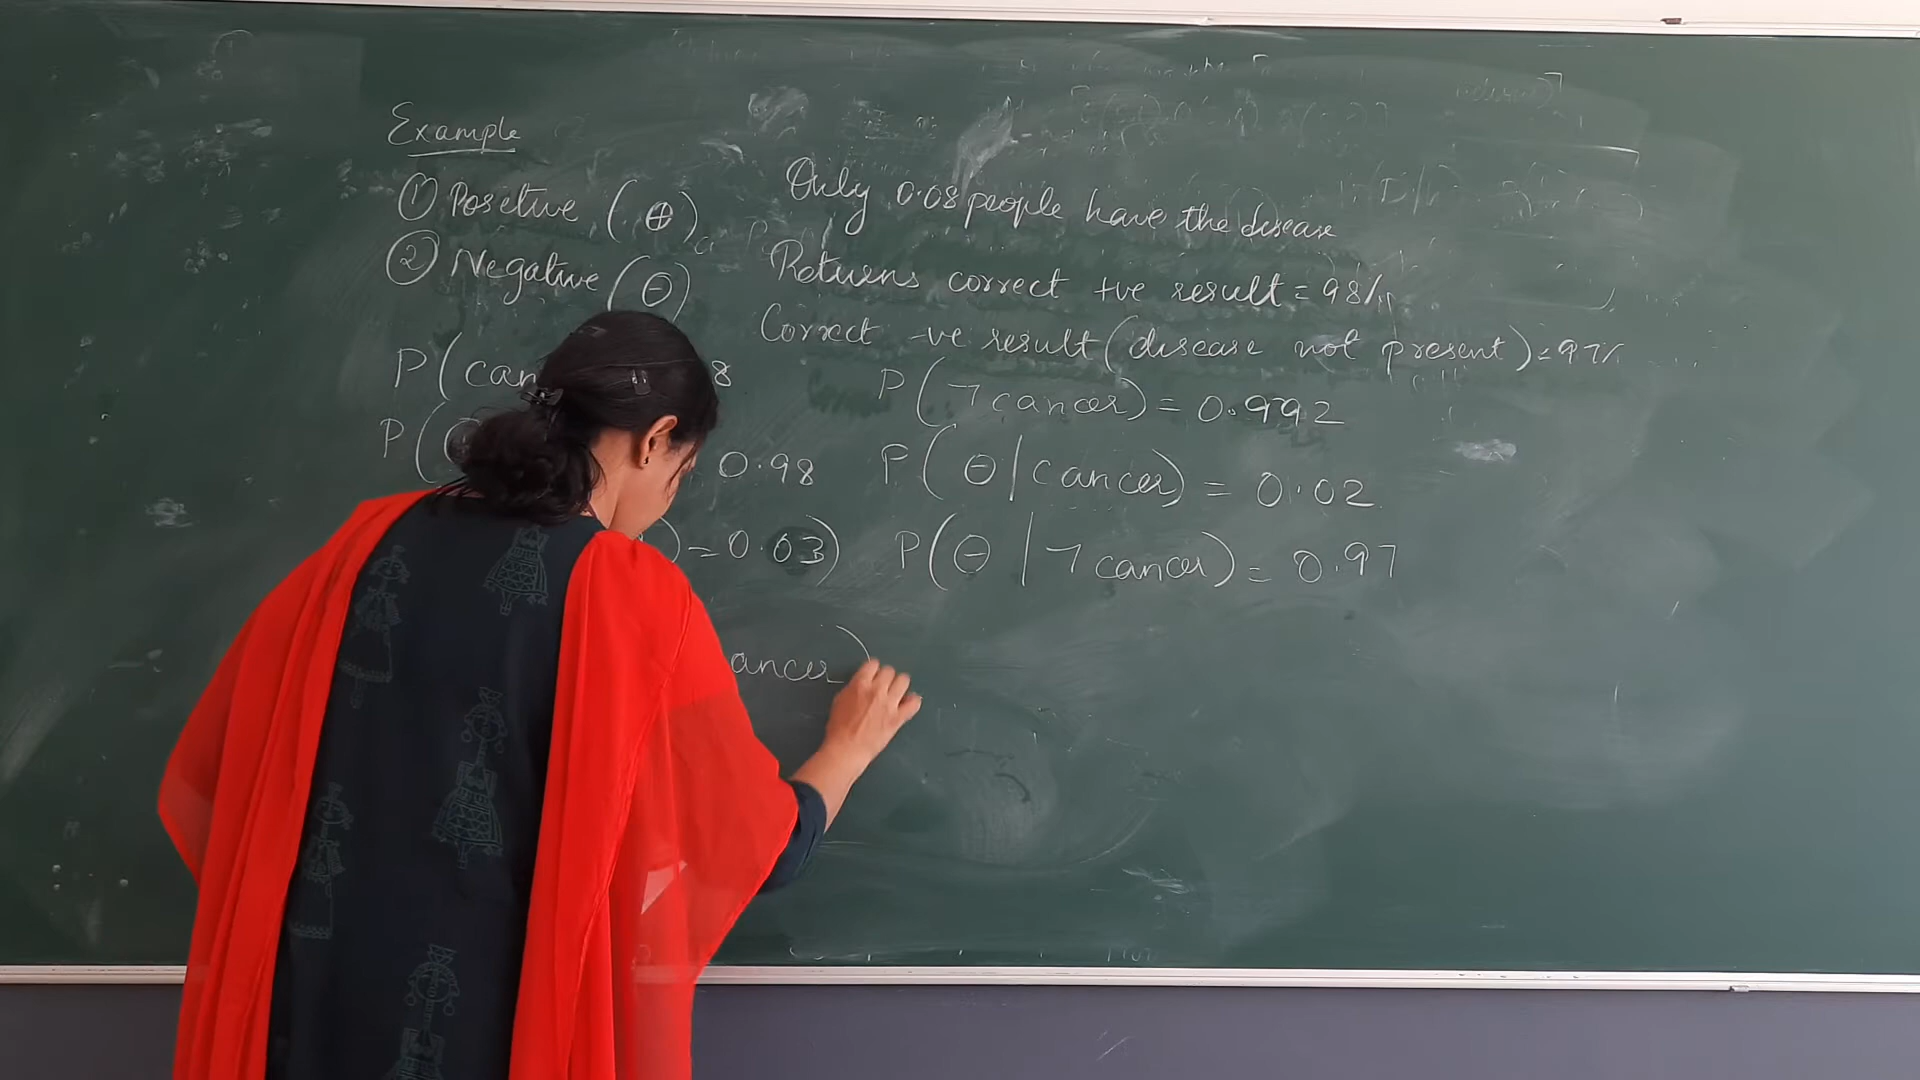 Example
① Posetive (⊕)
② Negative (⊖)
Only 0.08 people have the disease
Returns correct +ve result = 98%
Correct -ve result (disease not present) = 97%
P(can 8
P(¬cancer) = 0.992
P( 0.98
P(⊖|cancer) = 0.02
) = 0.03)
P(⊖|¬cancer) = 0.97
ancer)